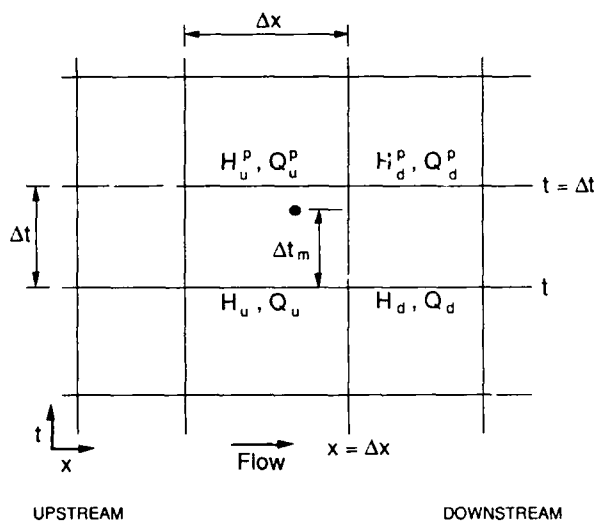 Δx
H_u^p, Q_u^p H_d^p, Q_d^p
t = Δt
Δt
Δt_m
t
H_u, Q_u H_d, Q_d
t
x
Flow
x = Δx
UPSTREAM DOWNSTREAM